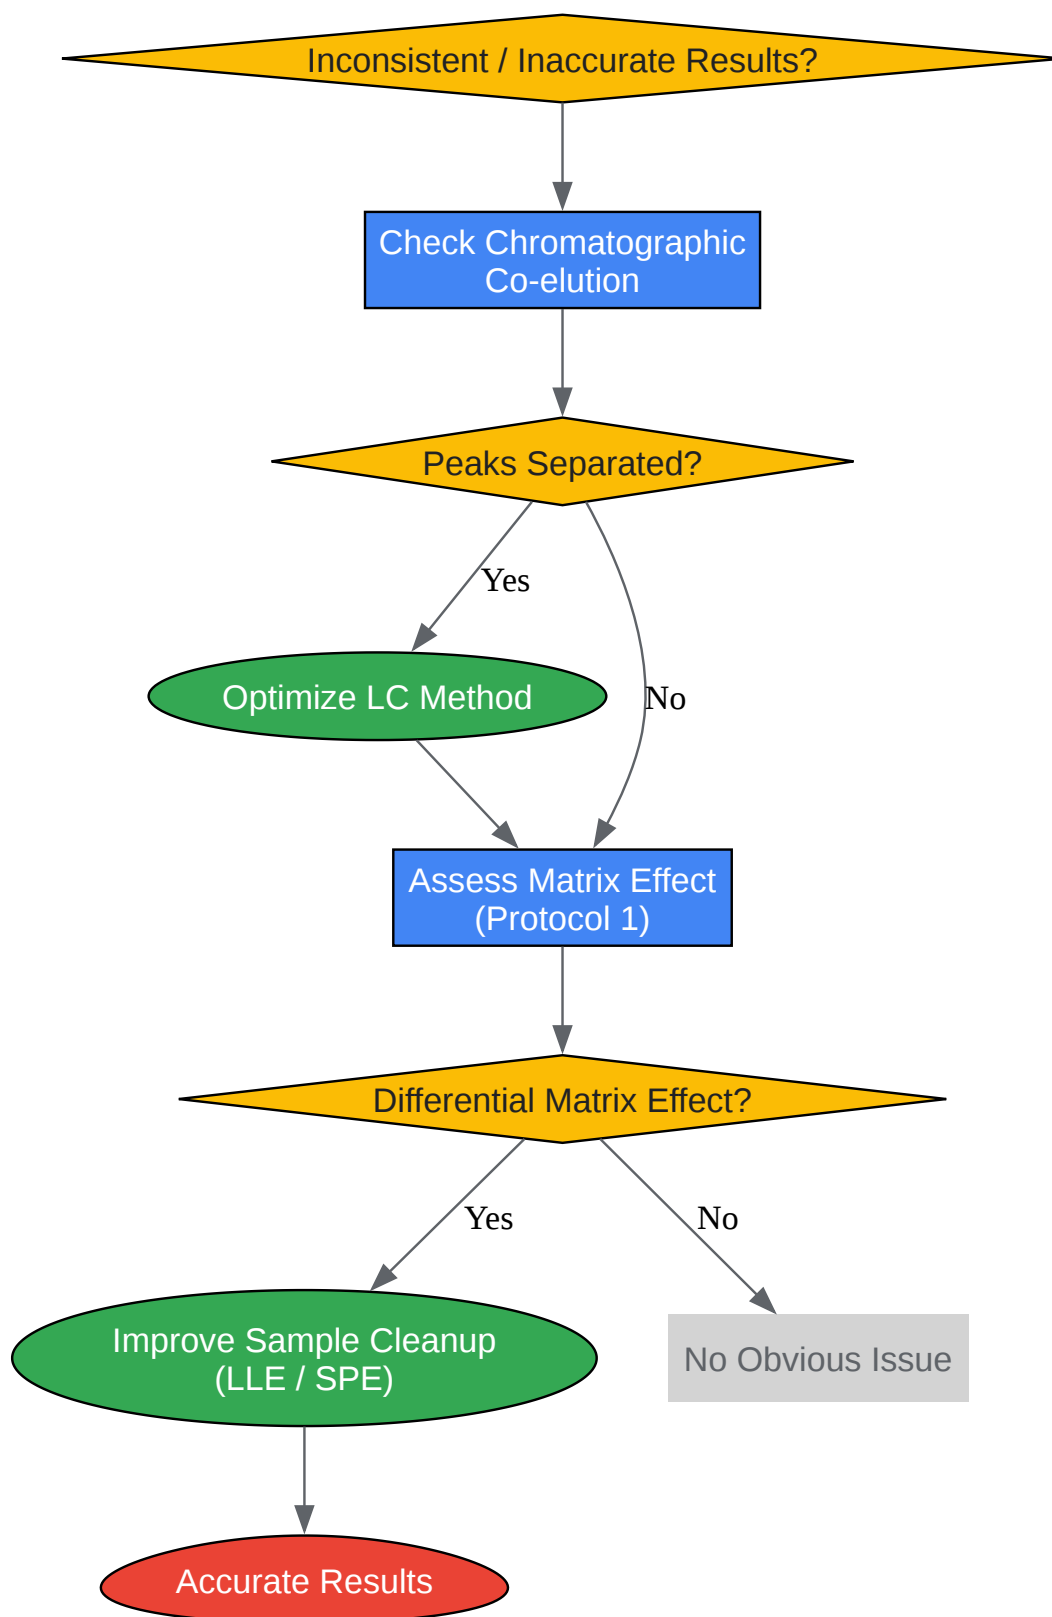 Inconsistent / Inaccurate Results?
Check Chromatographic
Co-elution
Peaks Separated?
Yes
Optimize LC Method
No
Assess Matrix Effect
(Protocol 1)
Differential Matrix Effect?
Yes
No
Improve Sample Cleanup
(LLE / SPE)
No Obvious Issue
Accurate Results